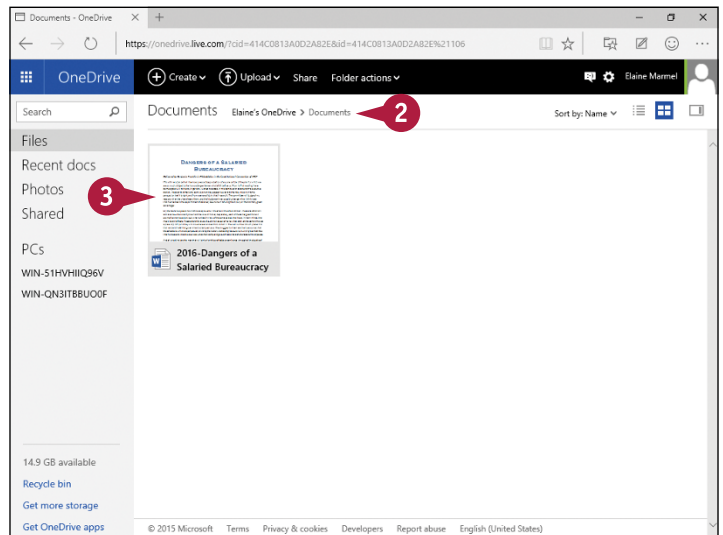 Documents - OneDrive
https://onedrive.live.com/?cid=414C0813A0D2A82E&id=414C0813A0D2A82E%21106
OneDrive Create Upload Share Folder actions Elaine Marmel
Search Documents Elaine's OneDrive > Documents 2 Sort by: Name
Files
Recent docs
Photos
Shared
PCs
WIN-51HVHIIQ96V
WIN-QN3ITBBUO0F
3
DANGERS OF A SALARIED
BUREAUCRACY
2016-Dangers of a
Salaried Bureaucracy
14.9 GB available
Recycle bin
Get more storage
Get OneDrive apps
© 2015 Microsoft Terms Privacy & cookies Developers Report abuse English (United States)